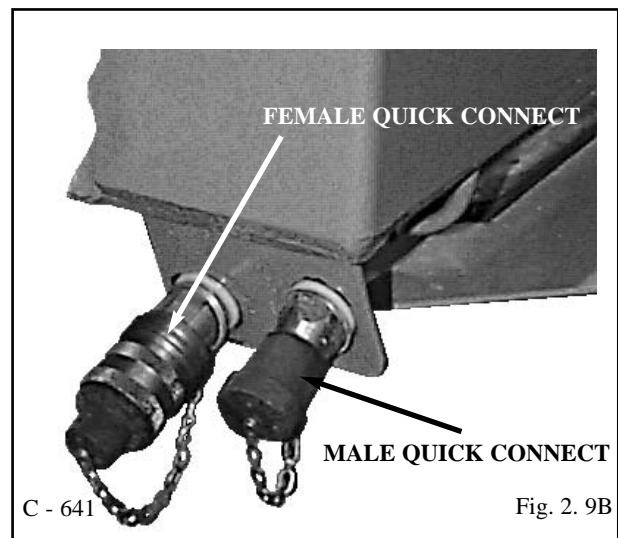 FEMALE QUICK CONNECT
MALE QUICK CONNECT
C - 641
Fig. 2. 9B